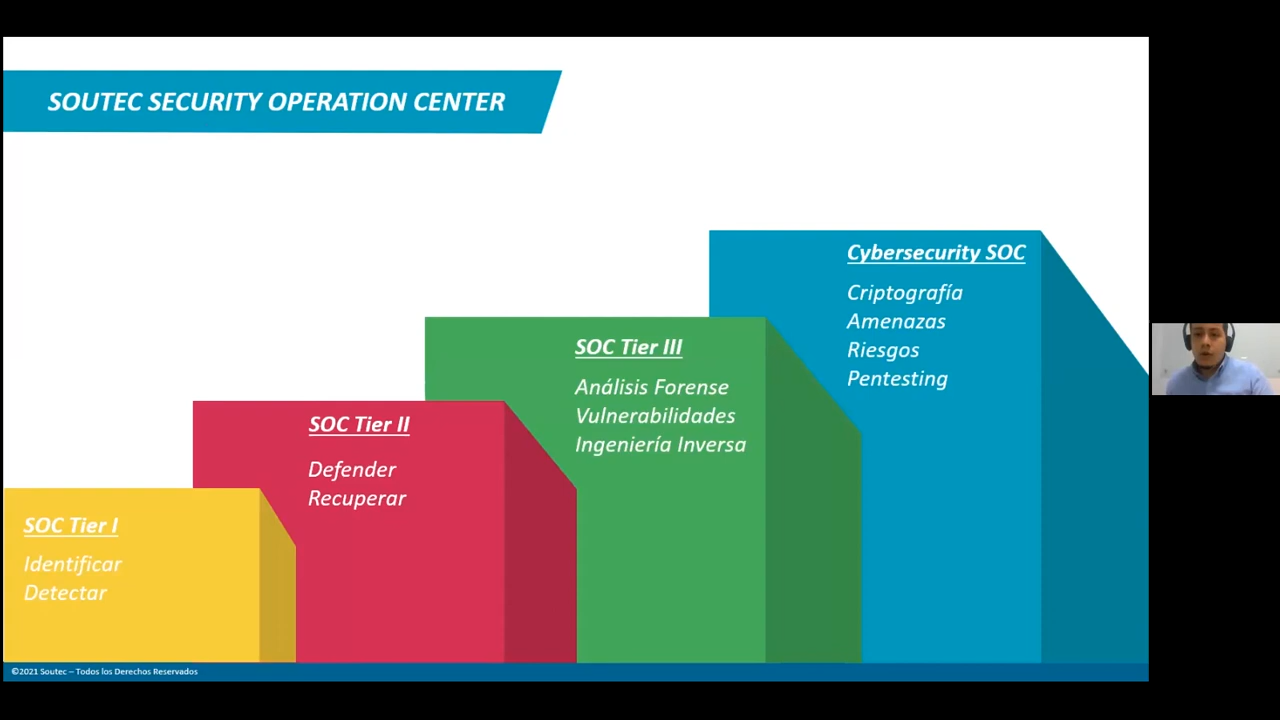 SOUTEC SECURITY OPERATION CENTER
Cybersecurity SOC
Criptografía
Amenazas
Riesgos
Pentesting
SOC Tier III
Análisis Forense
Vulnerabilidades
Ingeniería Inversa
SOC Tier II
Defender
Recuperar
SOC Tier I
Identificar
Detectar
©2021 Soutec – Todos los Derechos Reservados